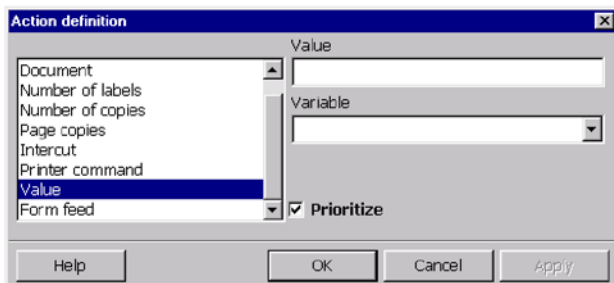 Action definition
Value
Document
Number of labels
Number of copies
Page copies
Intercut
Printer command
Value
Form feed
Variable
Prioritize
Help
OK
Cancel
Apply